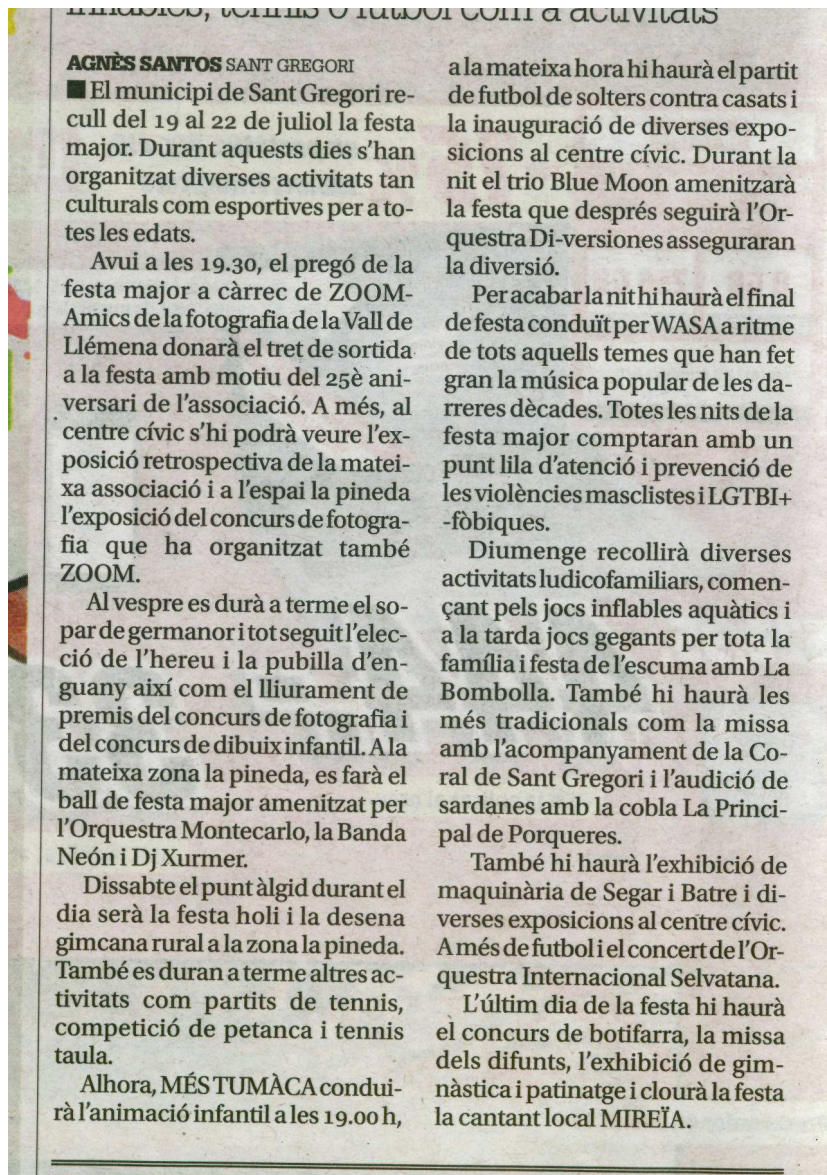 inflables, tennis o futbol com a activitats
AGNÈS SANTOS SANT GREGORI
■ El municipi de Sant Gregori re-
cull del 19 al 22 de juliol la festa
major. Durant aquests dies s'han
organitzat diverses activitats tan
culturals com esportives per a to-
tes les edats.
Avui a les 19.30, el pregó de la
festa major a càrrec de ZOOM-
Amics de la fotografia de la Vall de
Llémena donarà el tret de sortida
a la festa amb motiu del 25è ani-
versari de l'associació. A més, al
centre cívic s'hi podrà veure l'ex-
posició retrospectiva de la matei-
xa associació i a l'espai la pineda
l'exposició del concurs de fotogra-
fia que ha organitzat també
ZOOM.
Al vespre es durà a terme el so-
par de germanor i tot seguit l'elec-
ció de l'hereu i la pubilla d'en-
guany així com el lliurament de
premis del concurs de fotografia i
del concurs de dibuix infantil. A la
mateixa zona la pineda, es farà el
ball de festa major amenitzat per
l'Orquestra Montecarlo, la Banda
Neón i Dj Xurmer.
Dissabte el punt àlgid durant el
dia serà la festa holi i la desena
gimcana rural a la zona la pineda.
També es duran a terme altres ac-
tivitats com partits de tennis,
competició de petanca i tennis
taula.
Alhora, MÉS TUMÀCA condui-
rà l'animació infantil a les 19.00 h,
a la mateixa hora hi haurà el partit
de futbol de solters contra casats i
la inauguració de diverses expo-
sicions al centre cívic. Durant la
nit el trio Blue Moon amenitzarà
la festa que després seguirà l'Or-
questra Di-versiones asseguraran
la diversió.
Per acabar la nit hi haurà el final
de festa conduït per WASA a ritme
de tots aquells temes que han fet
gran la música popular de les da-
rreres dècades. Totes les nits de la
festa major comptaran amb un
punt lila d'atenció i prevenció de
les violències masclistes i LGTBI+
-fòbiques.
Diumenge recollirà diverses
activitats ludicofamiliars, comen-
çant pels jocs inflables aquàtics i
a la tarda jocs gegants per tota la
família i festa de l'escuma amb La
Bombolla. També hi haurà les
més tradicionals com la missa
amb l'acompanyament de la Co-
ral de Sant Gregori i l'audició de
sardanes amb la cobla La Princi-
pal de Porqueres.
També hi haurà l'exhibició de
maquinària de Segar i Batre i di-
verses exposicions al centre cívic.
A més de futbol i el concert de l'Or-
questra Internacional Selvatana.
L'últim dia de la festa hi haurà
el concurs de botifarra, la missa
dels difunts, l'exhibició de gim-
nàstica i patinatge i clourà la festa
la cantant local MIREÏA.